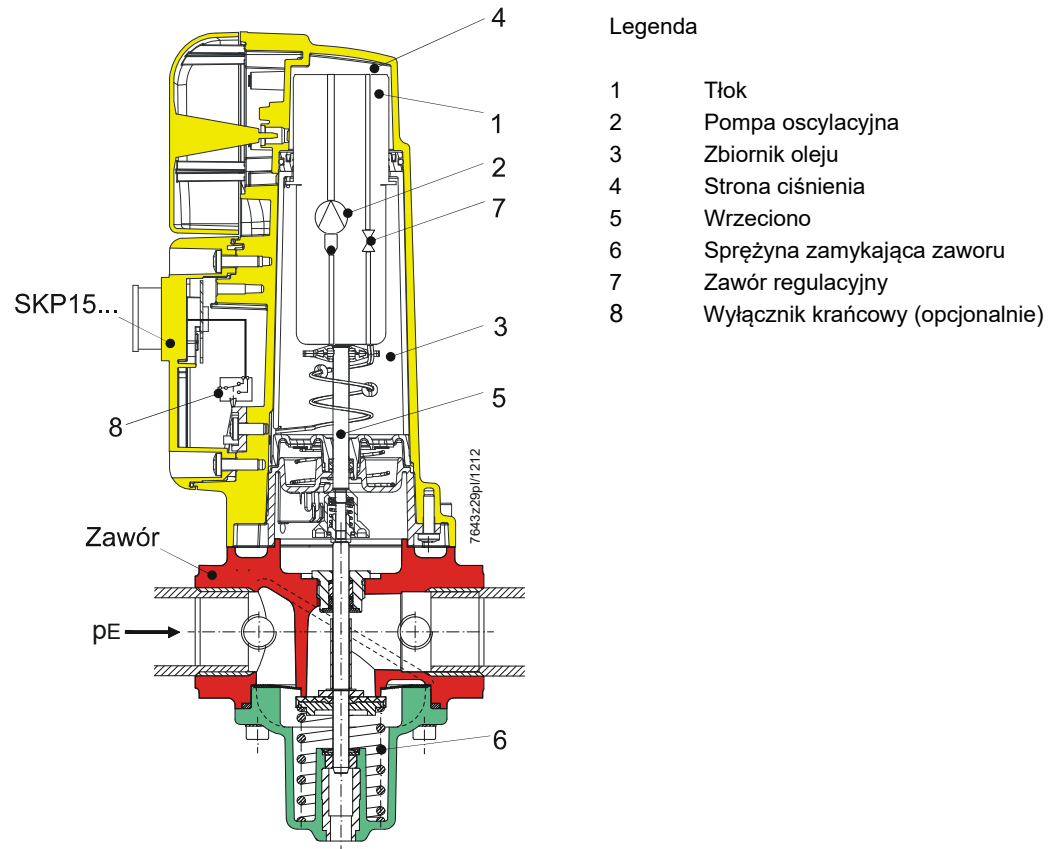 Legenda
1 Tłok
2 Pompa oscylacyjna
3 Zbiornik oleju
4 Strona ciśnienia
5 Wrzeciono
6 Sprężyna zamykająca zaworu
7 Zawór regulacyjny
8 Wyłącznik krańcowy (opcjonalnie)
4
1
2
7
SKP15...
3
8
5
7643z29pl/1212
Zawór
pE
6